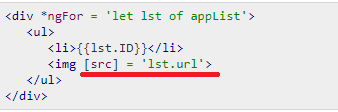 <div *ngFor = 'let lst of appList'>
<ul>
<li>{{lst.ID}}</li>
<img [src] = 'lst.url'>
</ul>
</div>